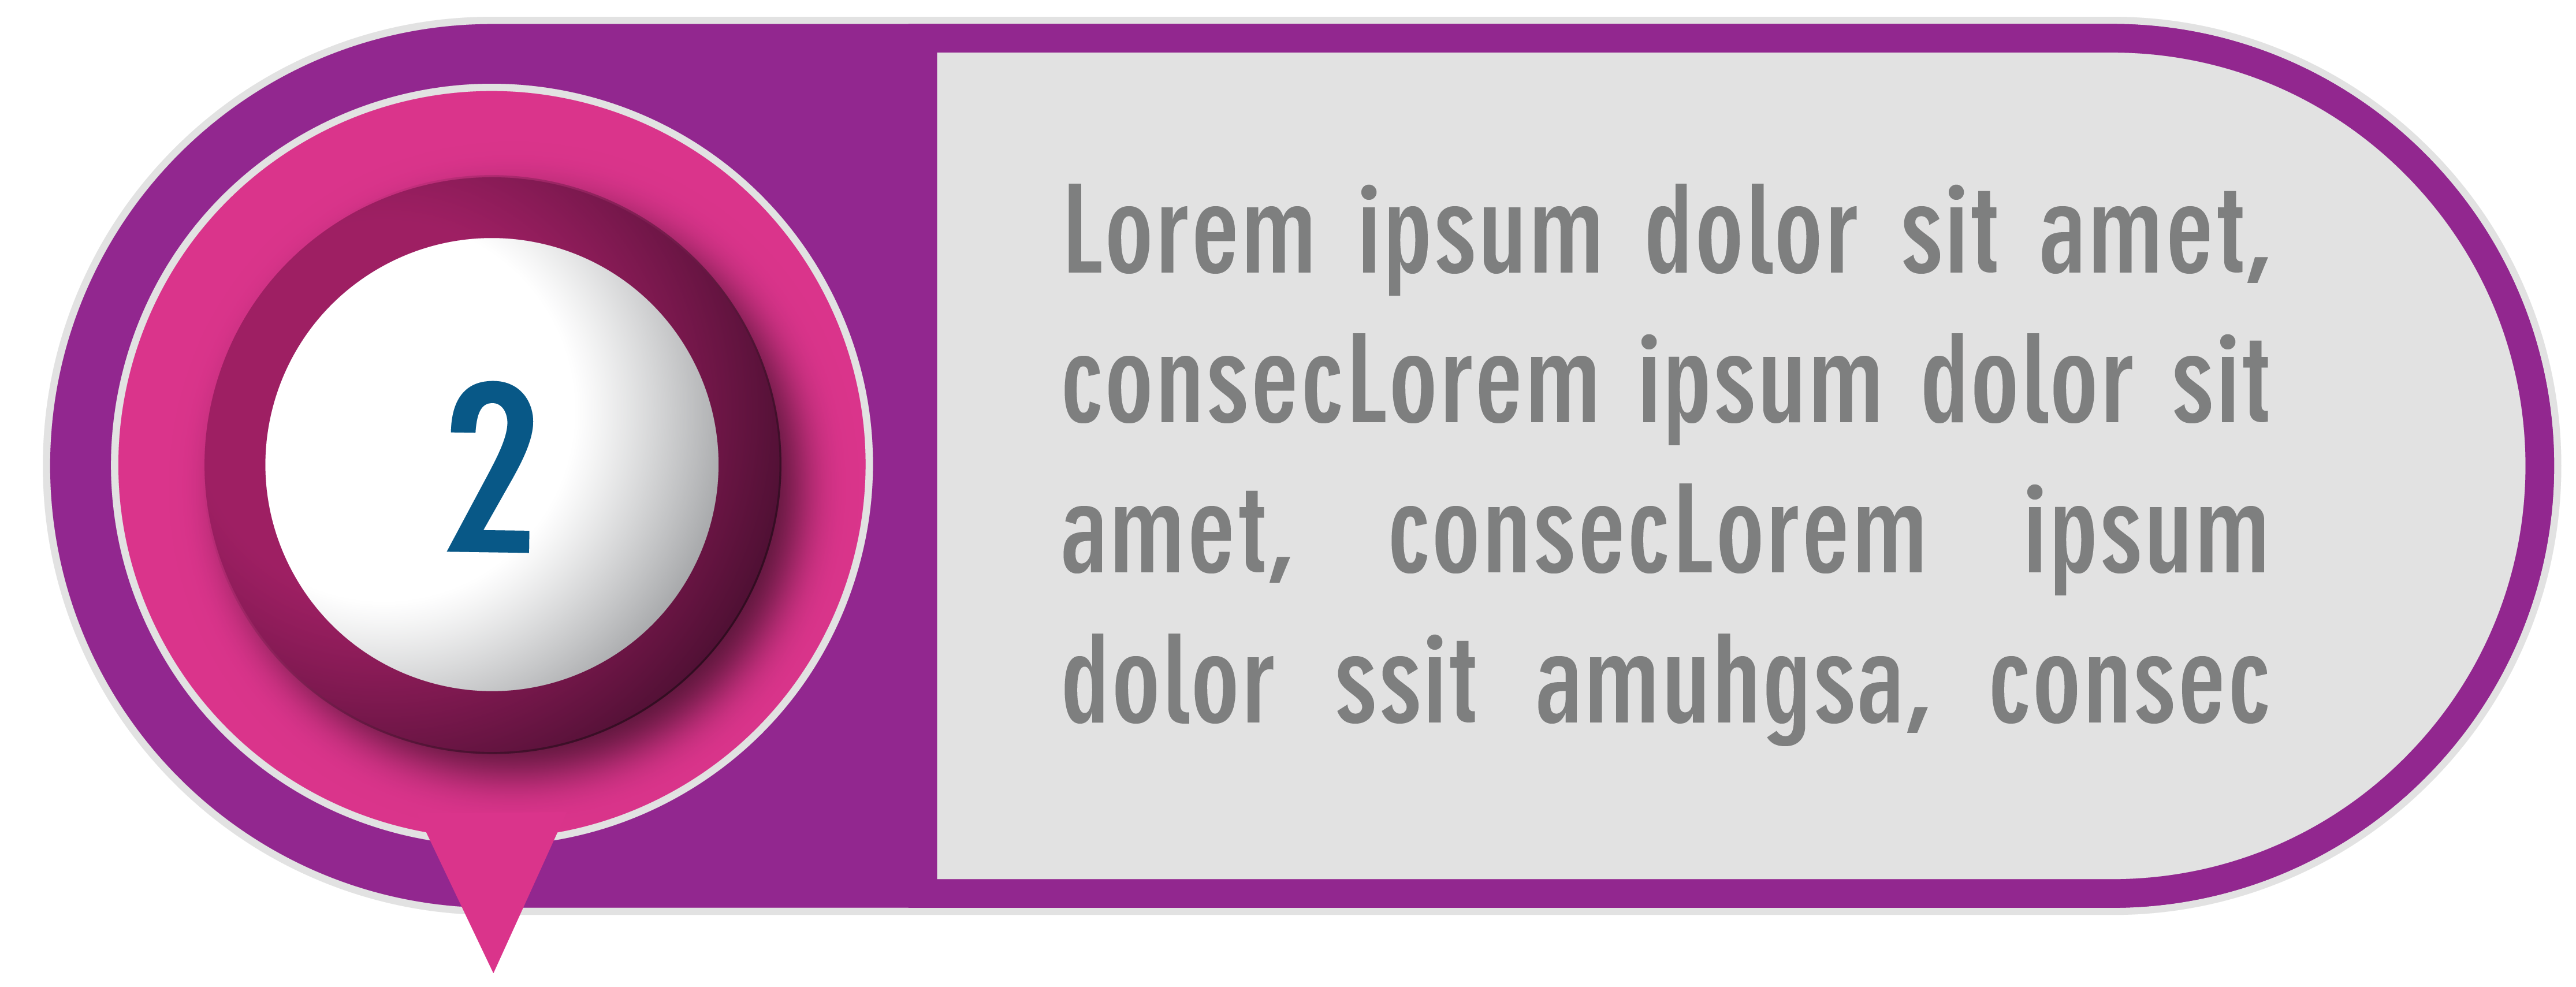 2
Lorem ipsum dolor sit amet,
consecLorem ipsum dolor sit
amet, consecLorem ipsum
dolor ssit amuhgsa, consec